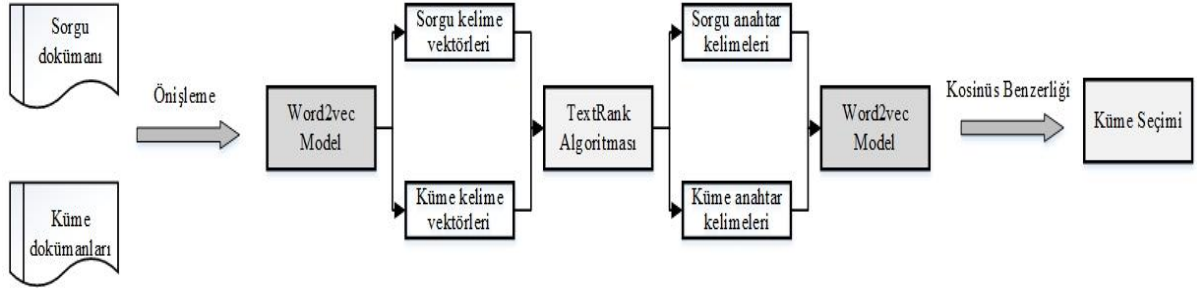 Sorgu
dokümanı
Küme
dokümanları
Önişleme
Word2vec
Model
Sorgu kelime
vektörleri
Küme kelime
vektörleri
TextRank
Algoritması
Sorgu anahtar
kelimeleri
Küme anahtar
kelimeleri
Word2vec
Model
Kosinüs Benzerliği
Küme Seçimi